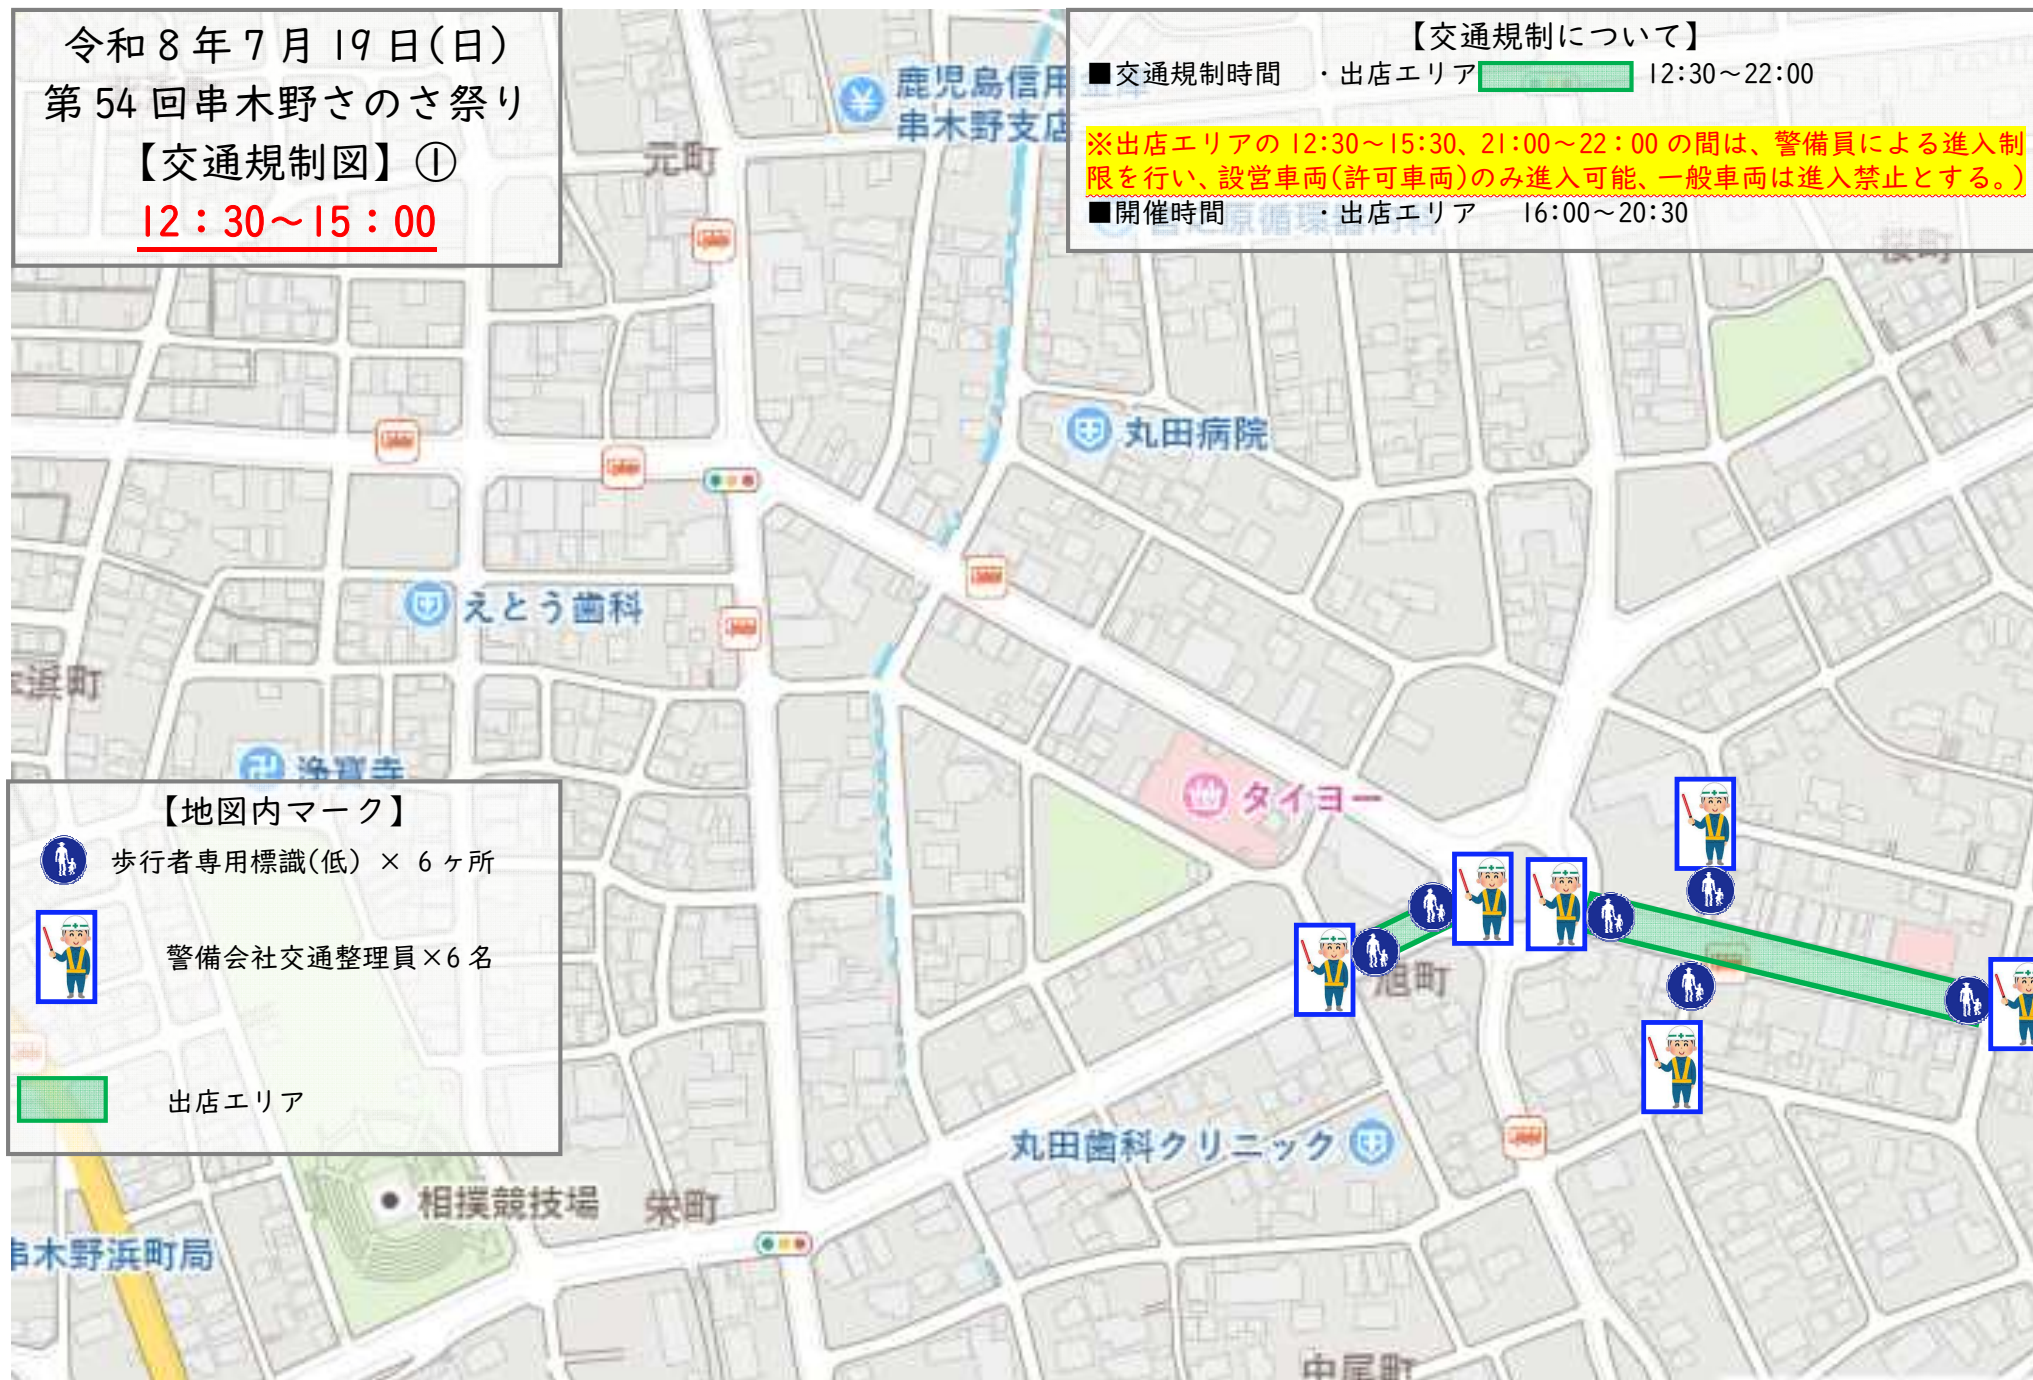 令和8年7月19日(日)
第54回串木野さのさ祭り
【交通規制図】①
12：30～15：00
【交通規制について】
■交通規制時間　・出店エリア　12:30～22:00
※出店エリアの12:30～15:30、21:00～22：00の間は、警備員による進入制
限を行い、設営車両(許可車両)のみ進入可能、一般車両は進入禁止とする。)
■開催時間　・出店エリア　16:00～20:30
鹿児島信用
串木野支店
元町
桜町
丸田病院
えとう歯科
浜町
浄寳寺
タイヨー
【地図内マーク】
歩行者専用標識(低) × 6ヶ所
警備会社交通整理員×6名
出店エリア
旭町
丸田歯科クリニック
相撲競技場
栄町
串木野浜町局
中尾町